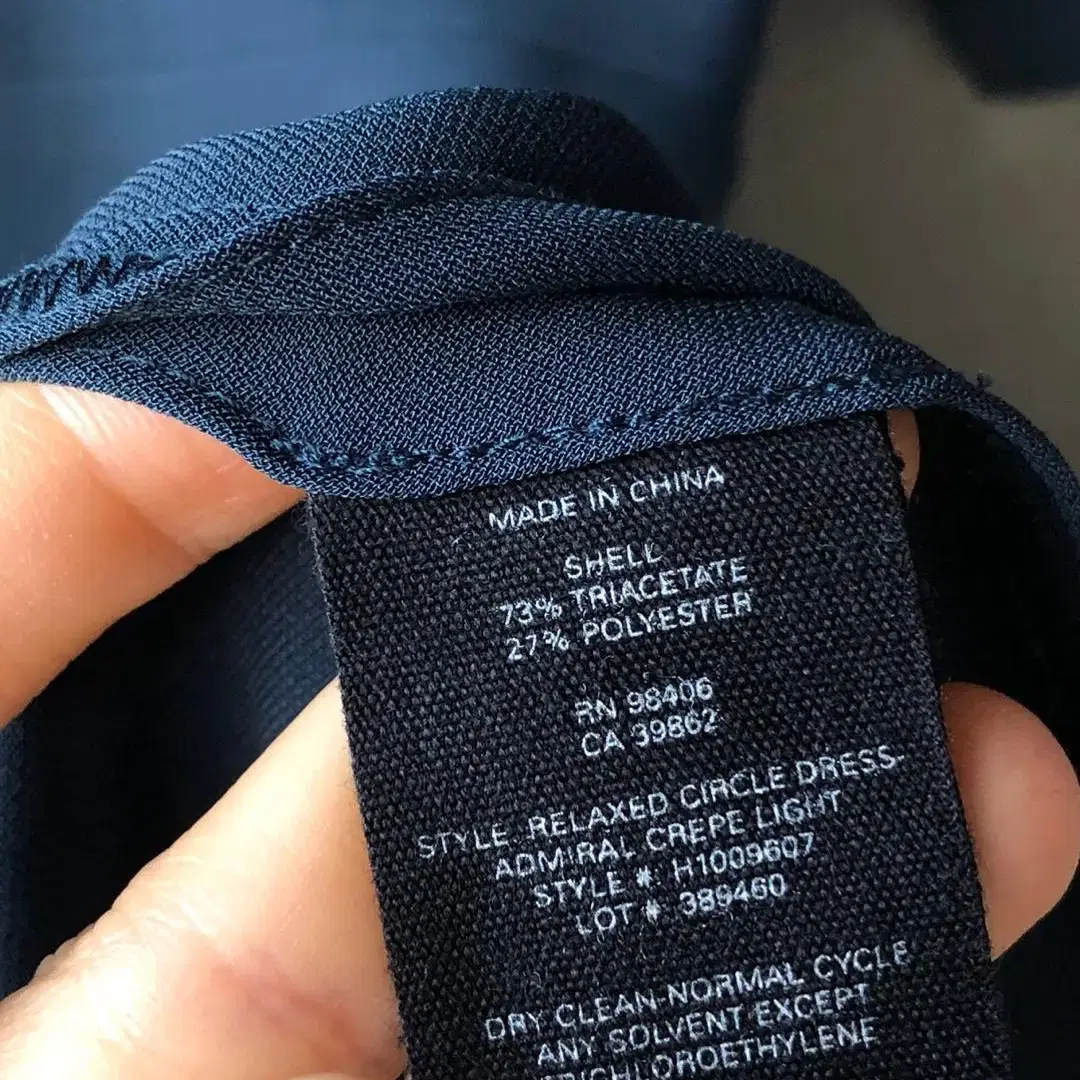 MADE IN CHINA
SHELL
73% TRIACETATE
27% POLYESTER
RN 98406
CA 39862
STYLE RELAXED CIRCLE DRESS-
ADMIRAL CREPE LIGHT
STYLE # H1009607
LOT # 389460
DRY CLEAN-NORMAL CYCLE
ANY SOLVENT EXCEPT
TRICHLOROETHYLENE